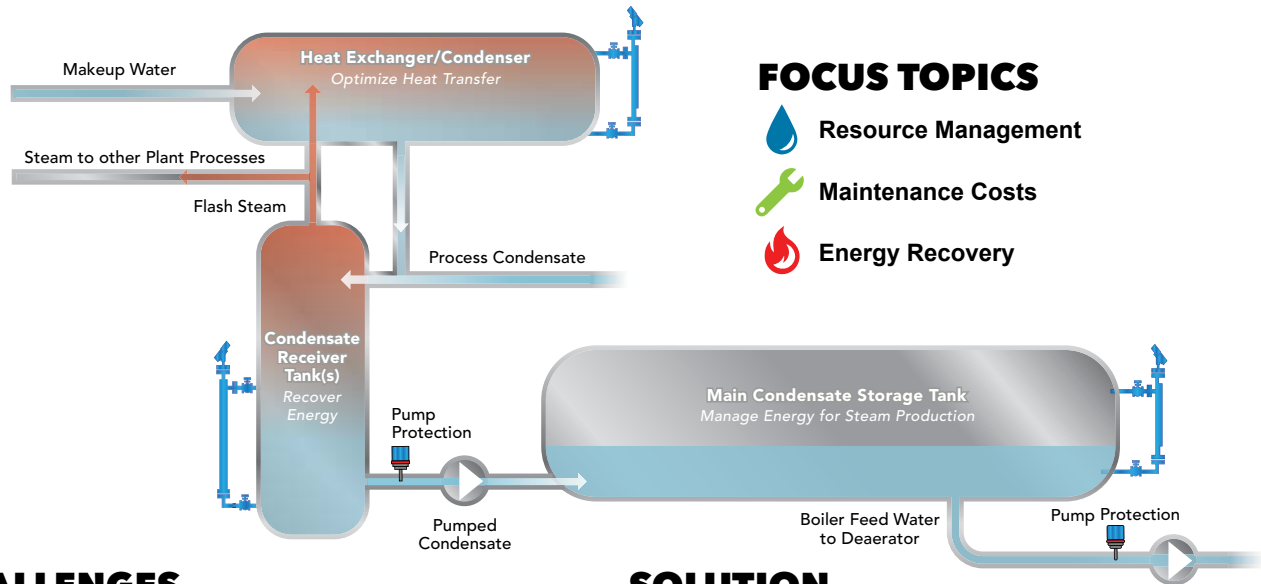 Heat Exchanger/Condenser
Optimize Heat Transfer
Makeup Water
Steam to other Plant Processes
Flash Steam
Process Condensate
FOCUS TOPICS
Resource Management
Maintenance Costs
Energy Recovery
Condensate
Receiver
Tank(s)
Recover
Energy
Pump
Protection
Pumped
Condensate
Main Condensate Storage Tank
Manage Energy for Steam Production
Boiler Feed Water
to Deaerator
Pump Protection